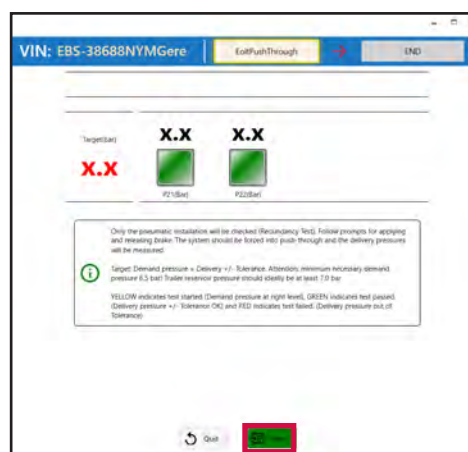 VIN: EBS-38688NYMGere
EoltPushThrough
END
Target(bar)
X.X
X.X
X.X
P21(Bar)
P22(Bar)
Only the pneumatic installation will be checked (Redundancy Test). Follow prompts for applying
and releasing brake. The system should be forced into push-through and the delivery pressures
will be measured.
Target: Demand pressure = Delivery +/- Tolerance. Attention: minimum necessary demand
pressure 6.5 bar! Trailer reservoir pressure should ideally be at least 7.0 bar
YELLOW indicates test started (Demand pressure at right level), GREEN indicates test passed
(Delivery pressure +/- Tolerance OK) and RED indicates test failed. (Delivery pressure out of
Tolerance)
Quit